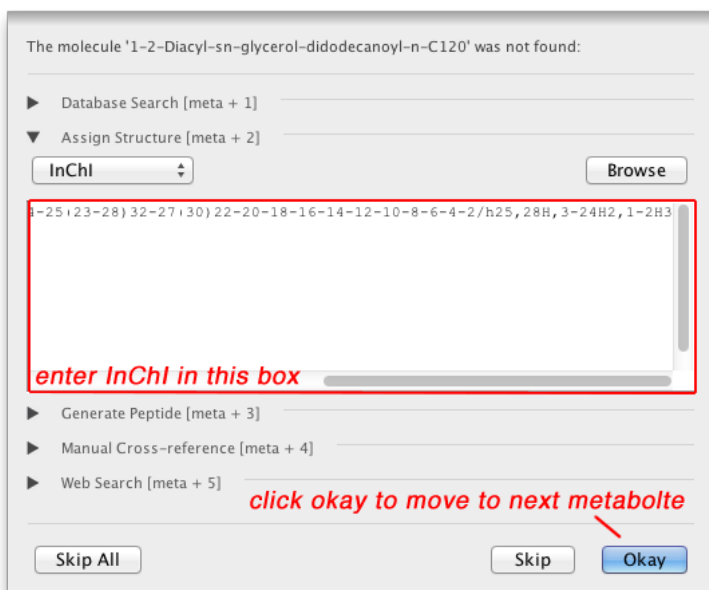 The molecule '1-2-Diacyl-sn-glycerol-didodecanoyl-n-C120' was not found:
Database Search [meta + 1]
Assign Structure [meta + 2]
InChI
Browse
4-25(23-28)32-27(30)22-20-18-16-14-12-10-8-6-4-2/h25,28H,3-24H2,1-2H3
enter InChI in this box
Generate Peptide [meta + 3]
Manual Cross-reference [meta + 4]
Web Search [meta + 5]
click okay to move to next metabolte
Skip All
Skip
Okay